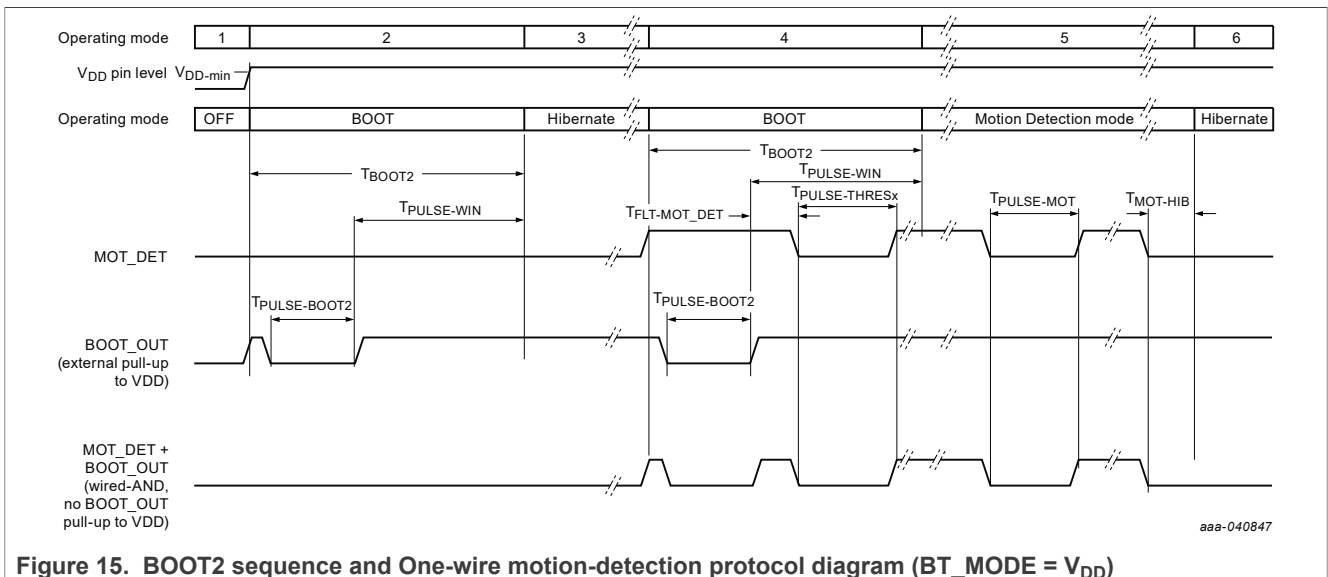 Operating mode 1 2 3 4 5 6
VDD pin level VDD-min
Operating mode OFF BOOT Hibernate BOOT Motion Detection mode Hibernate
TBOOT2
TPULSE-WIN
TBOOT2
TPULSE-WIN
TFLT-MOT_DET
TPULSE-THRESx
TPULSE-MOT
TMOT-HIB
MOT_DET
TPULSE-BOOT2
TPULSE-BOOT2
BOOT_OUT
(external pull-up
to VDD)
MOT_DET +
BOOT_OUT
(wired-AND,
no BOOT_OUT
pull-up to VDD)
aaa-040847
Figure 15. BOOT2 sequence and One-wire motion-detection protocol diagram (BT_MODE = VDD)